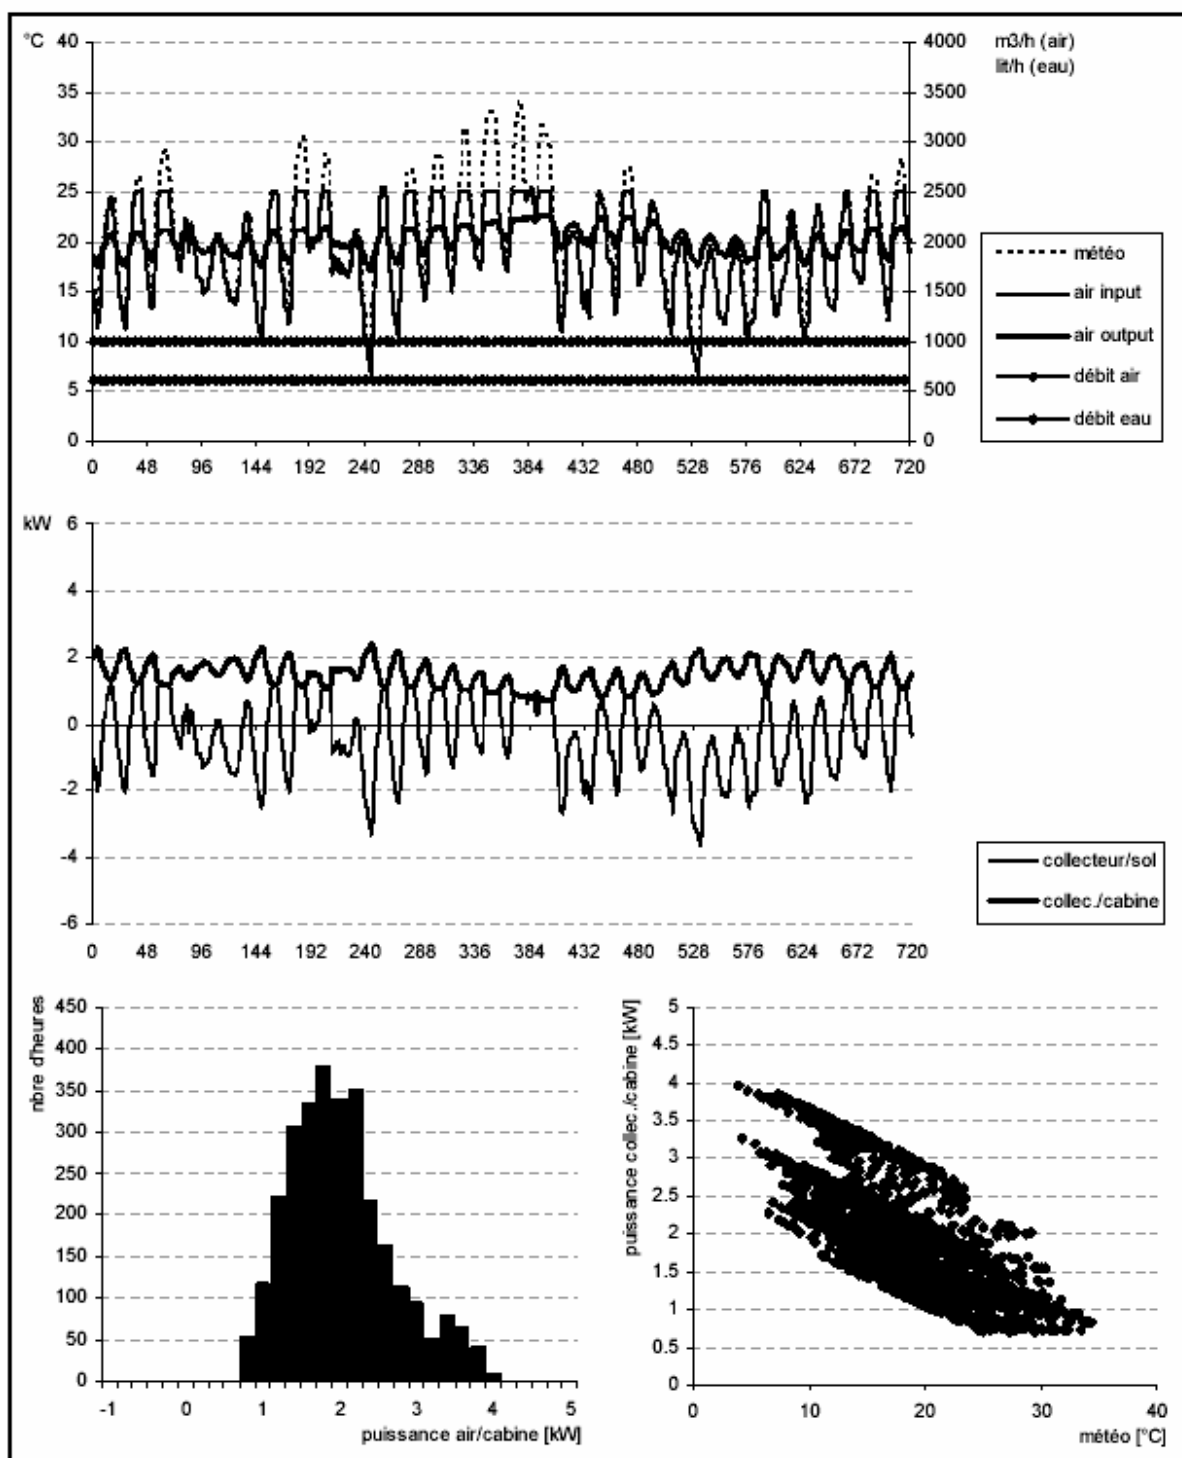 °C
40
35
30
25
20
15
10
5
0
4000
3500
3000
2500
2000
1500
1000
500
0
m3/h (air)
lit/h (eau)
météo
air input
air output
débit air
débit eau
0 48 96 144 192 240 288 336 384 432 480 528 576 624 672 720
kW
6
4
2
0
-2
-4
-6
collecteur/sol
collec./cabine
0 48 96 144 192 240 288 336 384 432 480 528 576 624 672 720
nbre d'heures
450
400
350
300
250
200
150
100
50
0
-1 0 1 2 3 4 5
puissance air/cabine [kW]
puissance collec./cabine [kW]
5
4.5
4
3.5
3
2.5
2
1.5
1
0.5
0
0 10 20 30 40
météo [°C]